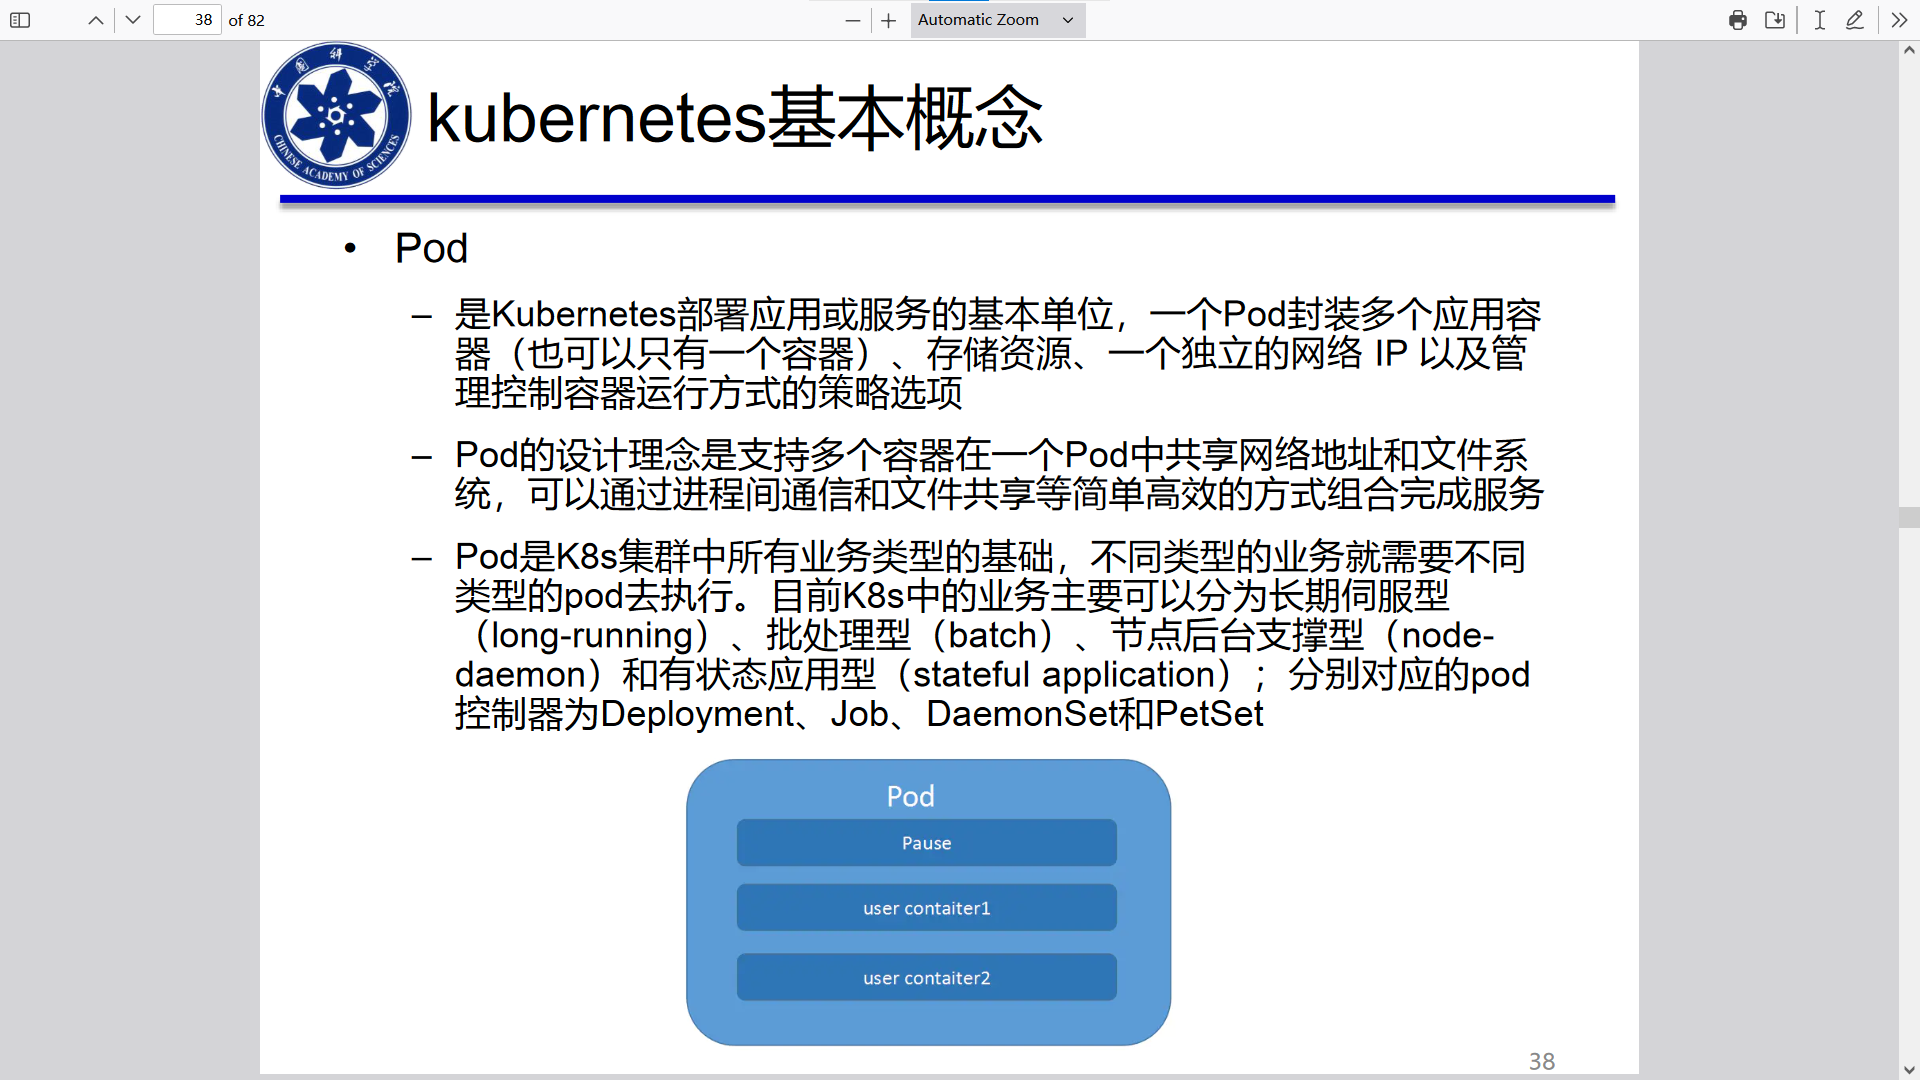 38 of 82 Automatic Zoom
中国科学院
CHINESE ACADEMY OF SCIENCES
kubernetes基本概念
• Pod
– 是Kubernetes部署应用或服务的基本单位，一个Pod封装多个应用容
器（也可以只有一个容器）、存储资源、一个独立的网络 IP 以及管
理控制容器运行方式的策略选项
– Pod的设计理念是支持多个容器在一个Pod中共享网络地址和文件系
统，可以通过进程间通信和文件共享等简单高效的方式组合完成服务
– Pod是K8s集群中所有业务类型的基础，不同类型的业务就需要不同
类型的pod去执行。目前K8s中的业务主要可以分为长期伺服型
（long-running）、批处理型（batch）、节点后台支撑型（node-
daemon）和有状态应用型（stateful application）；分别对应的pod
控制器为Deployment、Job、DaemonSet和PetSet
Pod
Pause
user contaiter1
user contaiter2
38